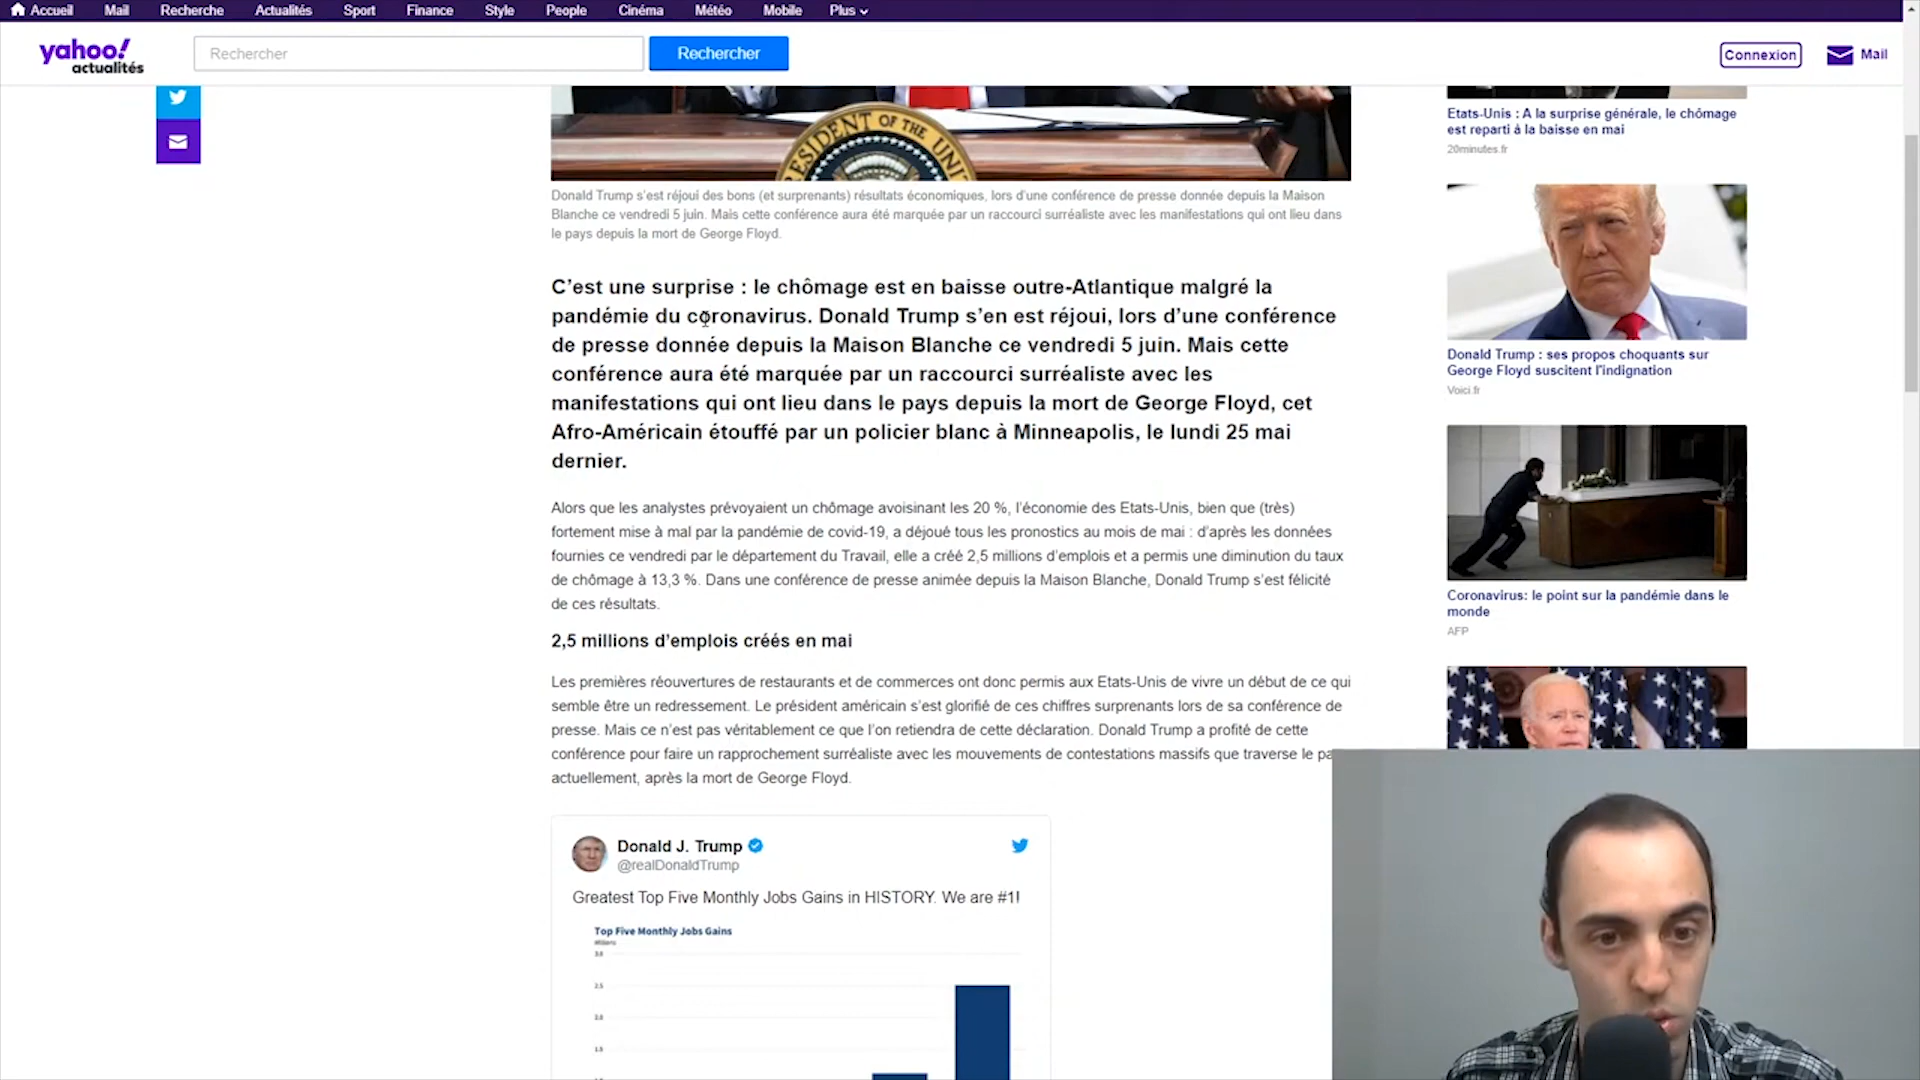 Accueil Mail Recherche Actualités Sport Finance Style People Cinéma Météo Mobile Plus
yahoo!
actualités
Rechercher
Rechercher
Connexion
Mail
PRESIDENT OF THE UNITED
Donald Trump s’est réjoui des bons (et surprenants) résultats économiques, lors d’une conférence de presse donnée depuis la Maison
Blanche ce vendredi 5 juin. Mais cette conférence aura été marquée par un raccourci surréaliste avec les manifestations qui ont lieu dans
le pays depuis la mort de George Floyd.
C’est une surprise : le chômage est en baisse outre-Atlantique malgré la
pandémie du coronavirus. Donald Trump s’en est réjoui, lors d’une conférence
de presse donnée depuis la Maison Blanche ce vendredi 5 juin. Mais cette
conférence aura été marquée par un raccourci surréaliste avec les
manifestations qui ont lieu dans le pays depuis la mort de George Floyd, cet
Afro-Américain étouffé par un policier blanc à Minneapolis, le lundi 25 mai
dernier.
Alors que les analystes prévoyaient un chômage avoisinant les 20 %, l’économie des Etats-Unis, bien que (très)
fortement mise à mal par la pandémie de covid-19, a déjoué tous les pronostics au mois de mai : d’après les données
fournies ce vendredi par le département du Travail, elle a créé 2,5 millions d’emplois et a permis une diminution du taux
de chômage à 13,3 %. Dans une conférence de presse animée depuis la Maison Blanche, Donald Trump s’est félicité
de ces résultats.
2,5 millions d’emplois créés en mai
Les premières réouvertures de restaurants et de commerces ont donc permis aux Etats-Unis de vivre un début de ce qui
semble être un redressement. Le président américain s’est glorifié de ces chiffres surprenants lors de sa conférence de
presse. Mais ce n’est pas véritablement ce que l’on retiendra de cette déclaration. Donald Trump a profité de cette
conférence pour faire un rapprochement surréaliste avec les mouvements de contestations massifs que traverse le pa
actuellement, après la mort de George Floyd.
Donald J. Trump
@realDonaldTrump
Greatest Top Five Monthly Jobs Gains in HISTORY. We are #1!
Top Five Monthly Jobs Gains
Millions
3.0
2.5
2.0
1.5
Etats-Unis : A la surprise générale, le chômage
est reparti à la baisse en mai
20minutes.fr
Donald Trump : ses propos choquants sur
George Floyd suscitent l'indignation
Voici.fr
Coronavirus: le point sur la pandémie dans le
monde
AFP